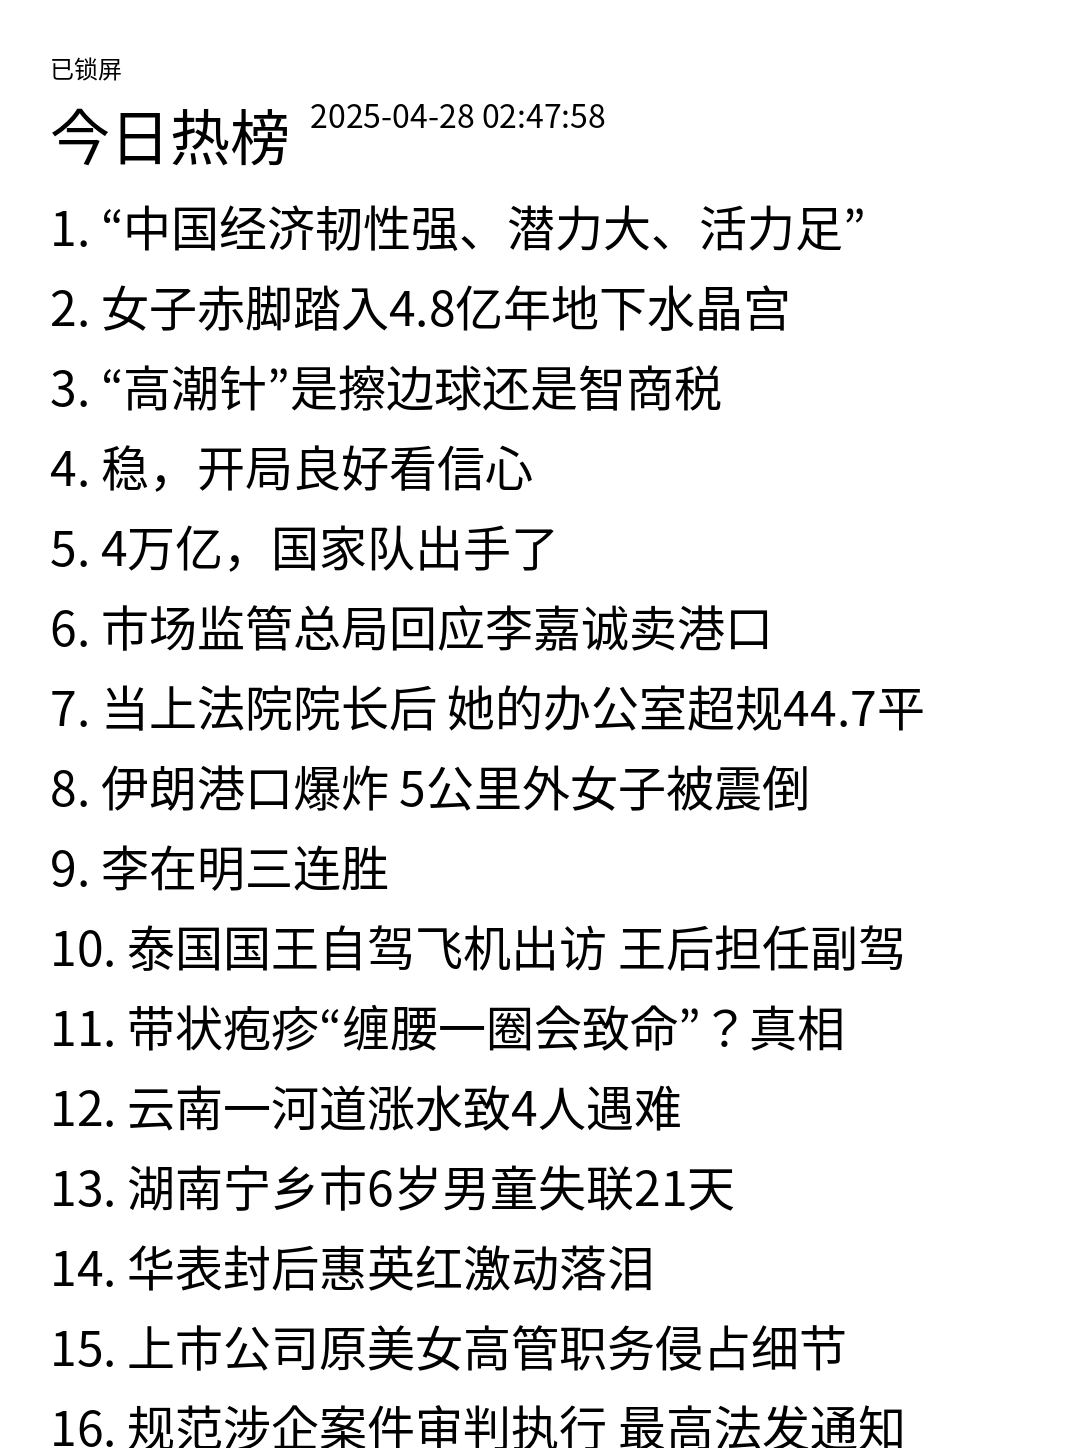 已锁屏
今日热榜 2025-04-28 02:47:58
1. “中国经济韧性强、潜力大、活力足”
2. 女子赤脚踏入4.8亿年地下水晶宫
3. “高潮针”是擦边球还是智商税
4. 稳，开局良好看信心
5. 4万亿，国家队出手了
6. 市场监管总局回应李嘉诚卖港口
7. 当上法院院长后 她的办公室超规44.7平
8. 伊朗港口爆炸 5公里外女子被震倒
9. 李在明三连胜
10. 泰国国王自驾飞机出访 王后担任副驾
11. 带状疱疹“缠腰一圈会致命”？真相
12. 云南一河道涨水致4人遇难
13. 湖南宁乡市6岁男童失联21天
14. 华表封后惠英红激动落泪
15. 上市公司原美女高管职务侵占细节
16. 规范涉企案件审判执行 最高法发通知